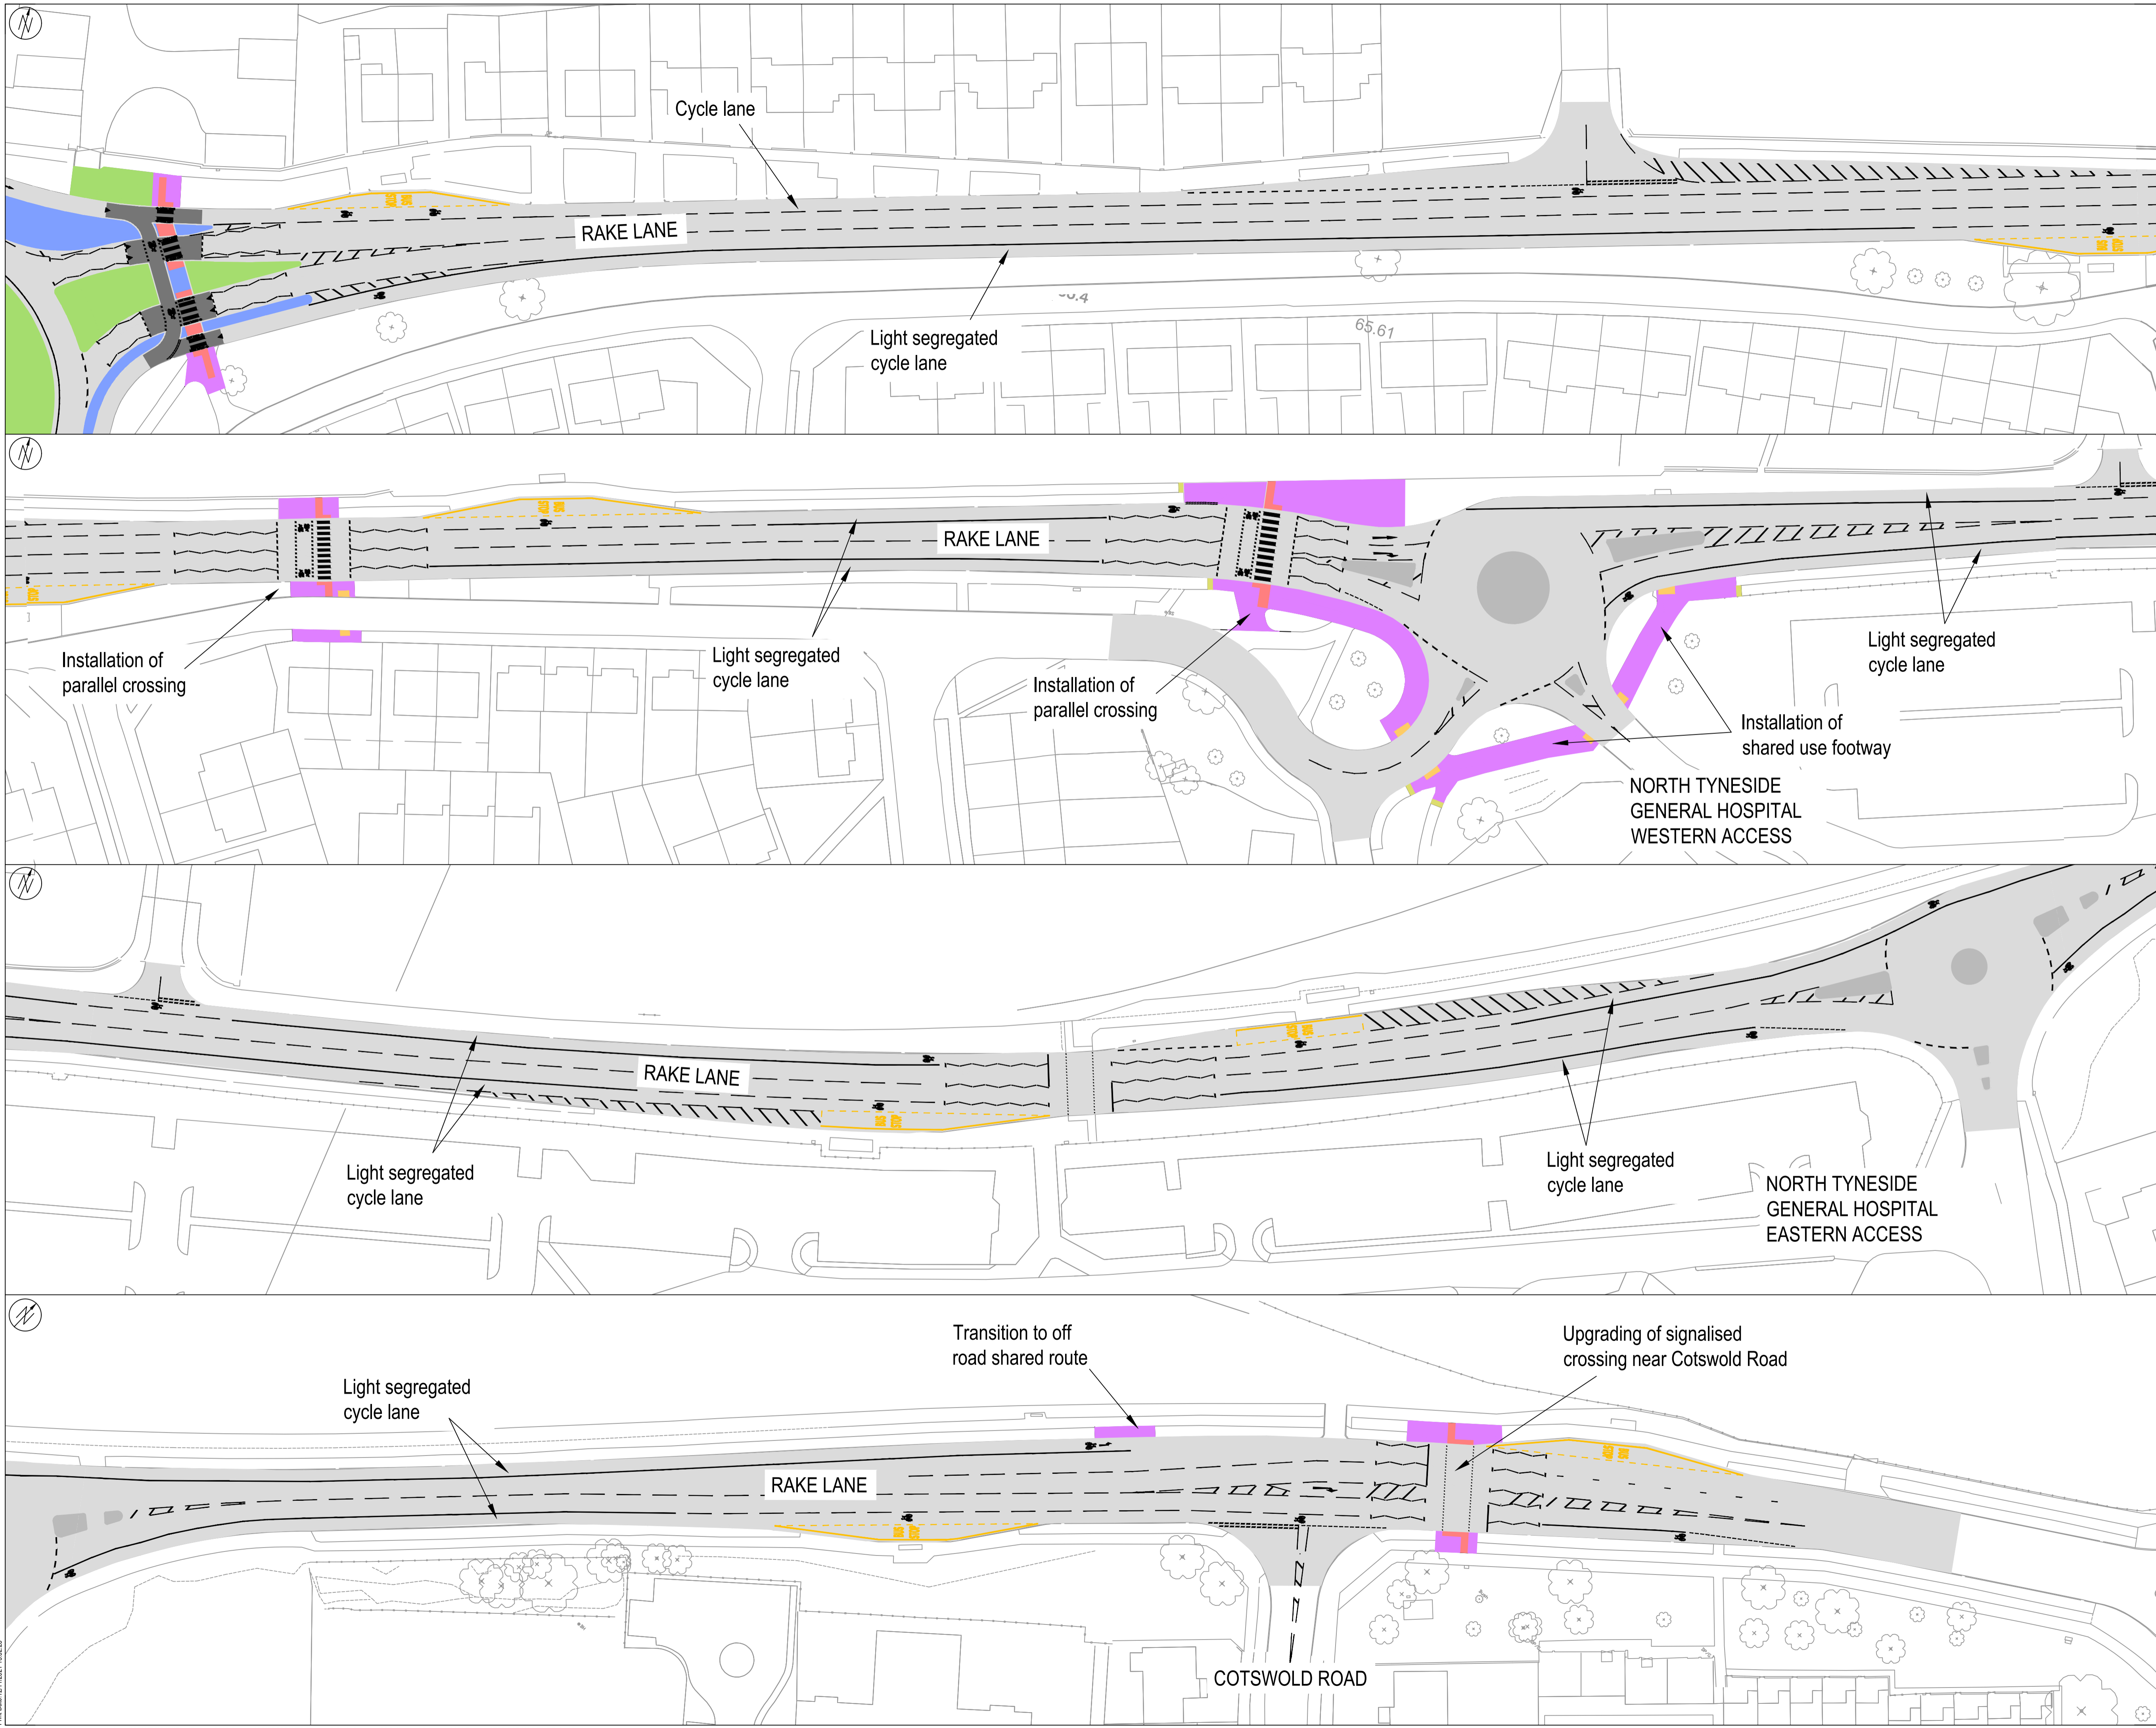 Cycle lane
RAKE LANE
Light segregated
cycle lane
65.61
RAKE LANE
Installation of
parallel crossing
Light segregated
cycle lane
Installation of
parallel crossing
Light segregated
cycle lane
Installation of
shared use footway
NORTH TYNESIDE
GENERAL HOSPITAL
WESTERN ACCESS
RAKE LANE
Light segregated
cycle lane
Light segregated
cycle lane
NORTH TYNESIDE
GENERAL HOSPITAL
EASTERN ACCESS
Transition to off
road shared route
Upgrading of signalised
crossing near Cotswold Road
Light segregated
cycle lane
RAKE LANE
COTSWOLD ROAD